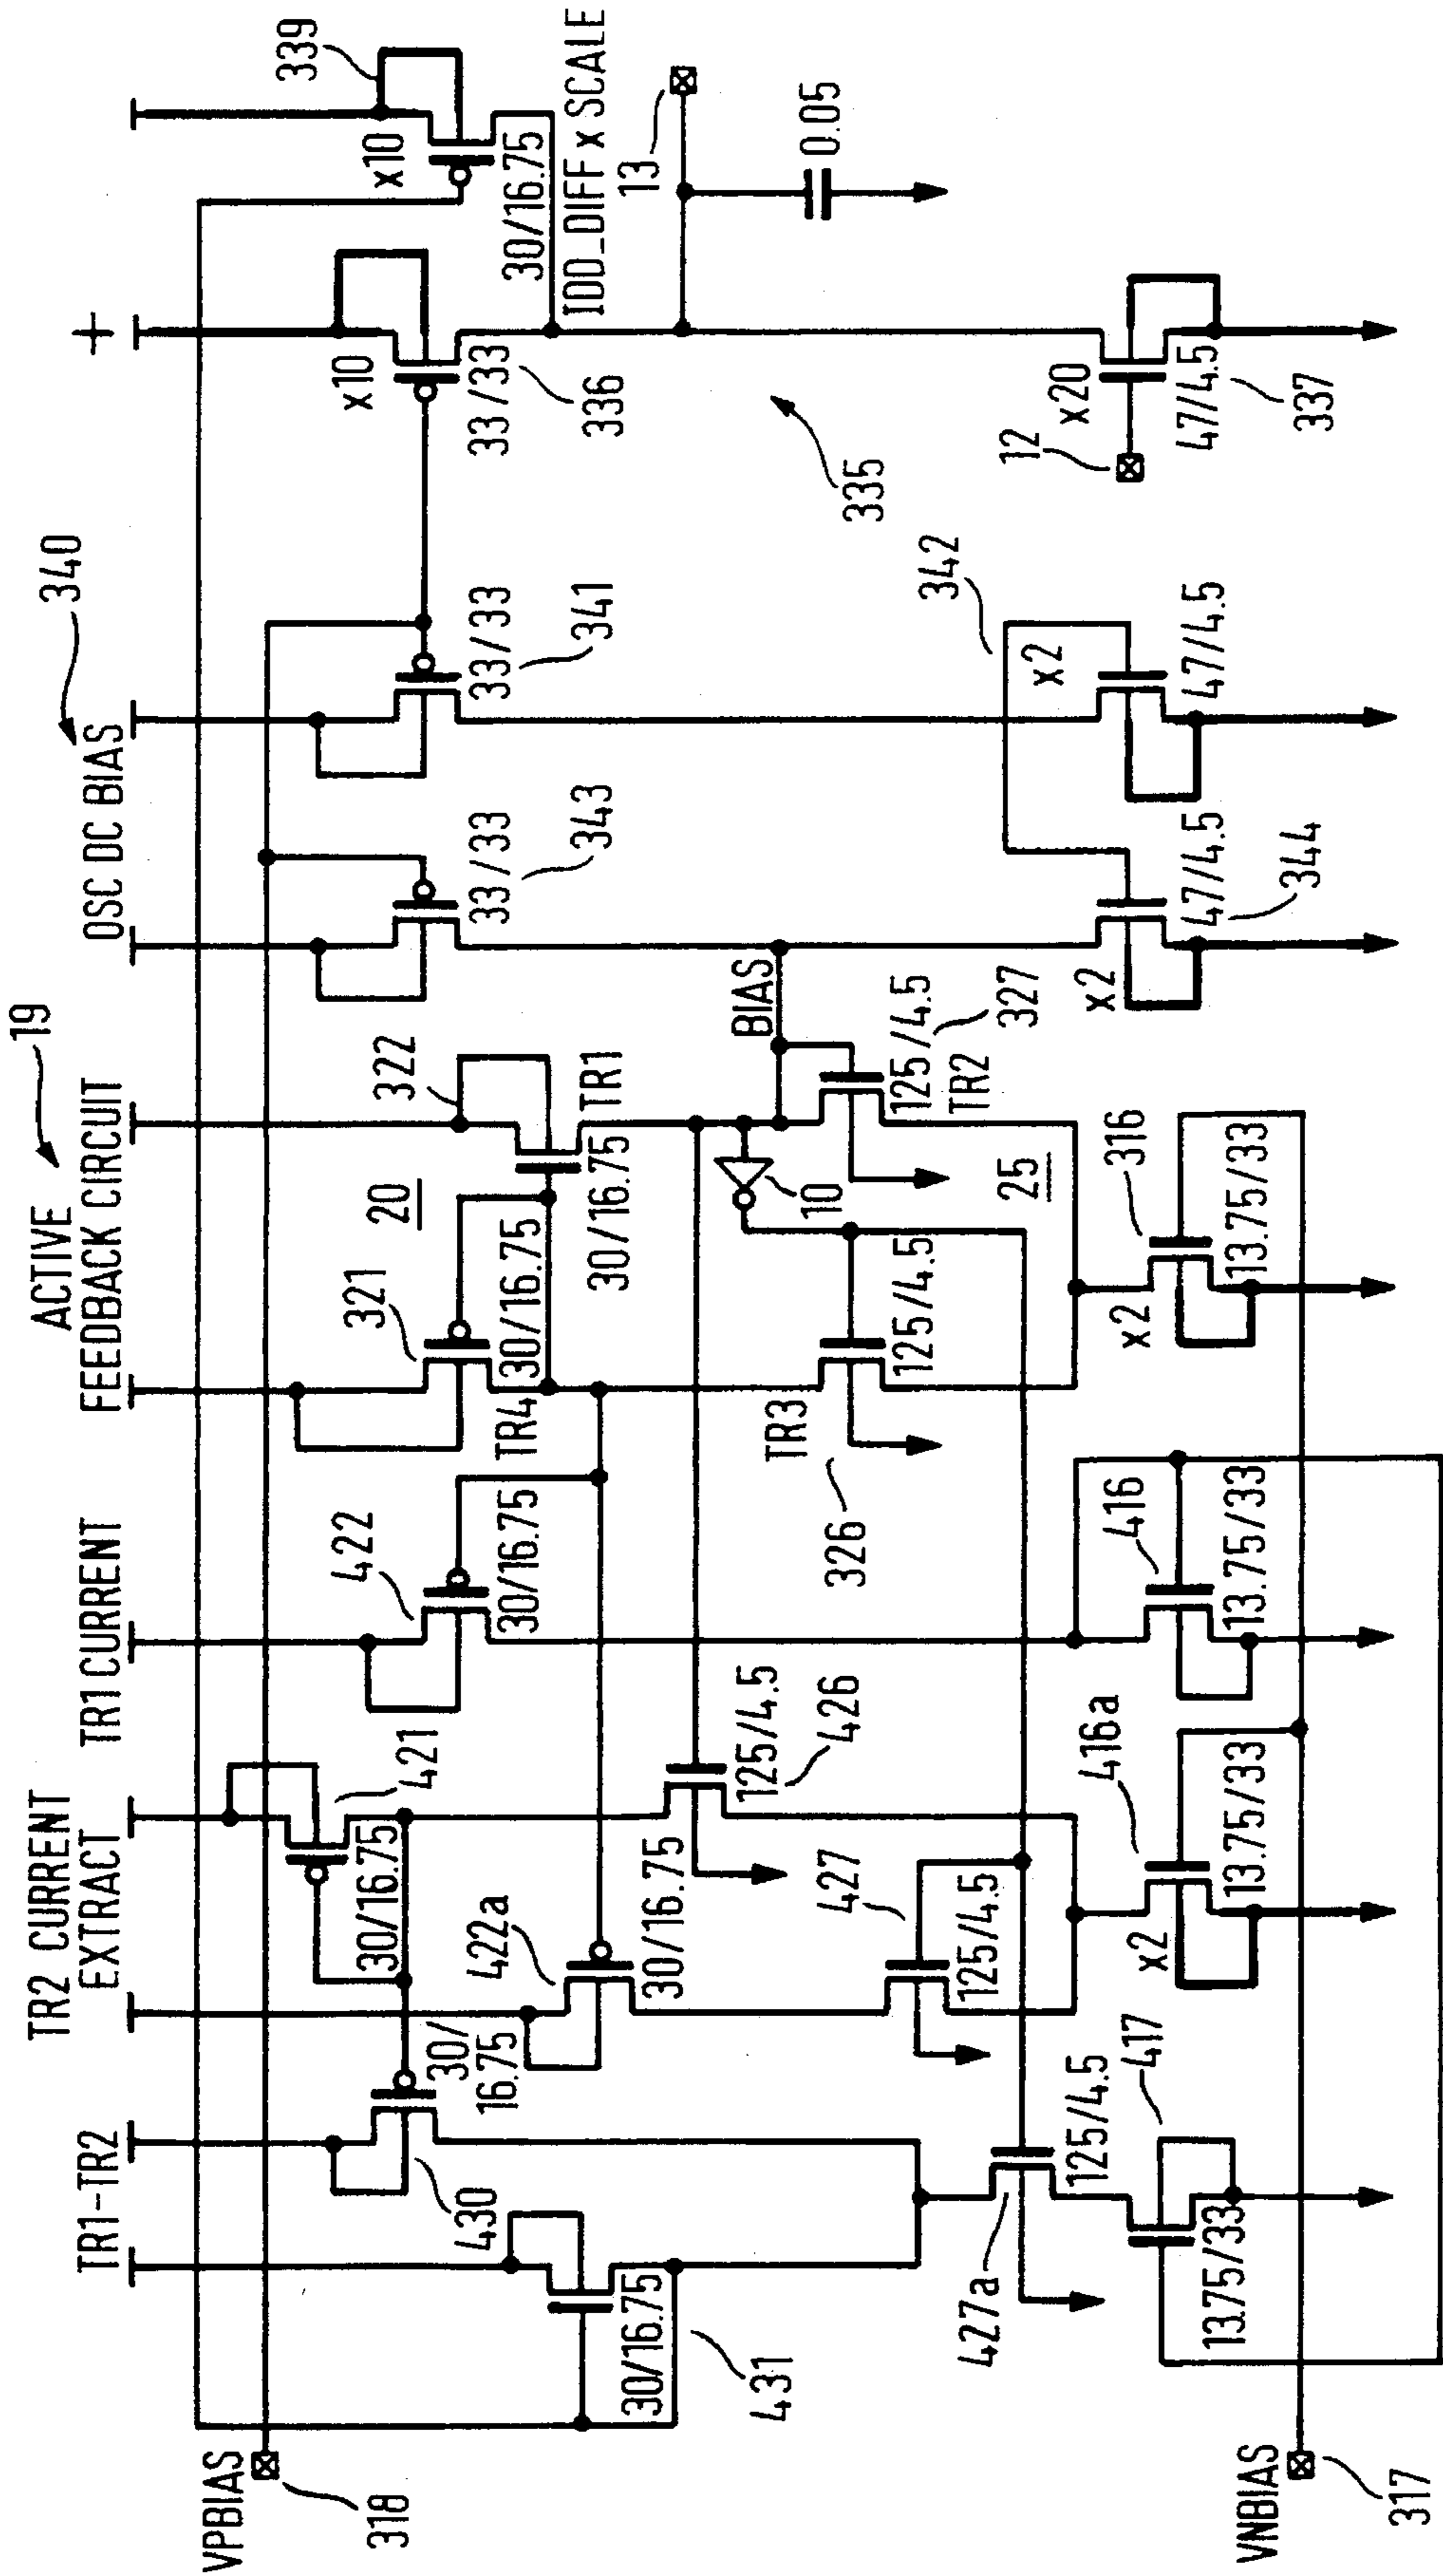 TR1-TR2
TR2 CURRENT
EXTRACT
TR1 CURRENT
ACTIVE
FEEDBACK CIRCUIT
19
OSC DC BIAS
340
+
339
VPBIAS
318
431
30/16.75
430
30/
16.75
421
30/16.75
422a
30/16.75
422
30/16.75
321
30/16.75
TR4
20
322
TR1
30/16.75
343
33/33
341
33/33
x10
33/33
336
x10
30/16.75
IDD_DIFF x SCALE
13
0.05
335
BIAS
10
125/4.5
327
TR2
25
TR3
125/4.5
326
125/4.5
426
427
125/4.5
427a
125/4.5
417
13.75/33
416a
x2
13.75/33
416
13.75/33
316
x2
13.75/33
x2
47/4.5
344
342
x2
47/4.5
12
x20
47/4.5
337
VNBIAS
317